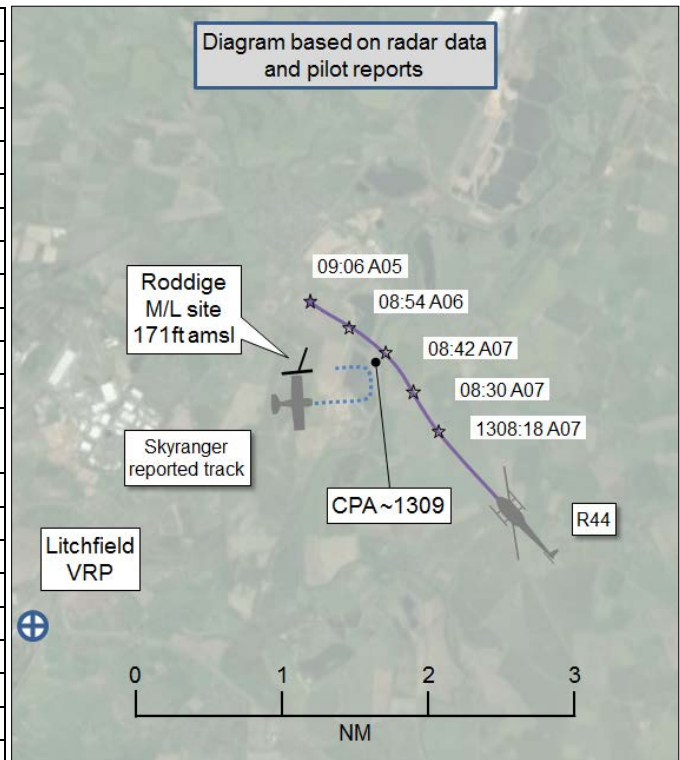 Diagram based on radar data
and pilot reports
09:06 A05
Roddige
M/L site
171ft amsl
08:54 A06
08:42 A07
08:30 A07
1308:18 A07
Skyranger
reported track
CPA~1309
R44
Litchfield
VRP
0 1 2 3
NM